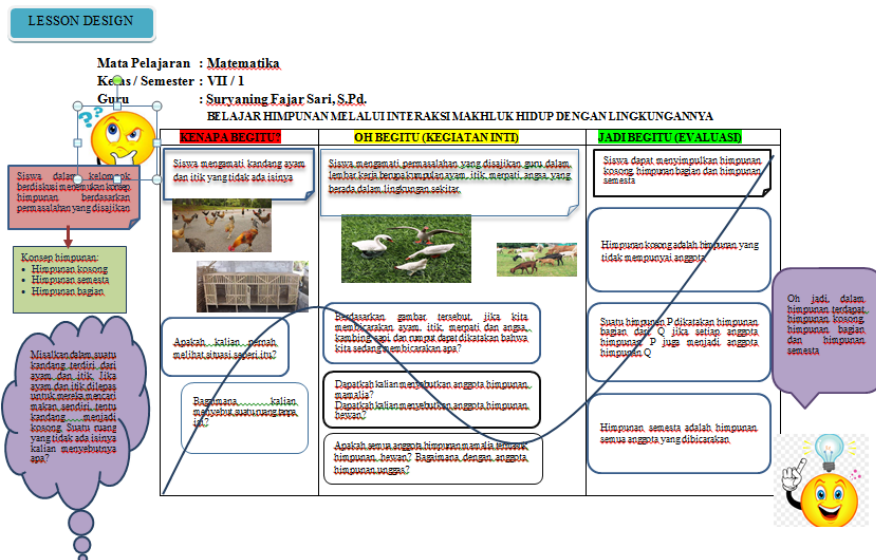 LESSON DESIGN
Mata Pelajaran : Matematika
Kelas / Semester : VII / 1
Guru : Suryaning Fajar Sari, S.Pd.
BELAJAR HIMPUNAN MELALUI INTERAKSI MAKHLUK HIDUP DENGAN LINGKUNGANNYA
Siswa dalam kelompok
berdiskusi menemukan konsep
himpunan berdasarkan
permasalahan yang disajikan
Konsep himpunan:
• Himpunan kosong
• Himpunan semesta
• Himpunan bagian
Misalkan dalam suatu
kandang terdiri dari
ayam dan itik. Jika
ayam dan itik dilepas
untuk mereka mencari
makan sendiri, tentu
kandang menjadi
kosong. Suatu ruang
yang tidak ada isinya
kalian menyebutnya
apa?
KENAPA BEGITU?
Siswa mengamati kandang ayam
dan itik yang tidak ada isinya
Apakah kalian pernah
melihat situasi seperi itu?
Bagaimana kalian
menyebut suatu ruang tanpa
isi?
OH BEGITU (KEGIATAN INTI)
Siswa mengamati permasalahan yang disajikan guru dalam
lembar kerja berupa kumpulan ayam, itik, merpati, angsa, yang
berada dalam lingkungan sekitar.
Berdasarkan gambar tersebut, jika kita
membicarakan ayam, itik, merpati dan angsa,
kambing, sapi dan rumput dapat dikatakan bahwa
kita sedang membicarakan apa?
Dapatkah kalian menyebutkan anggota himpunan
mamalia?
Dapatkah kalian menyebutkan anggota himpunan
hewan?
Apakah semua anggota himpunan mamalia termasuk
himpunan hewan? Bagaimana dengan anggota
himpunan unggas?
JADI BEGITU (EVALUASI)
Siswa dapat menyimpulkan himpunan
kosong, himpunan bagian dan himpunan
semesta
Himpunan kosong adalah himpunan yang
tidak mempunyai anggota
Suatu himpunan P dikatakan himpunan
bagian dari Q jika setiap anggota
himpunan P juga menjadi anggota
himpunan Q
Himpunan semesta adalah himpunan
semua anggota yang dibicarakan
Oh jadi, dalam
himpunan terdapat
himpunan kosong,
himpunan bagian
dan himpunan
semesta